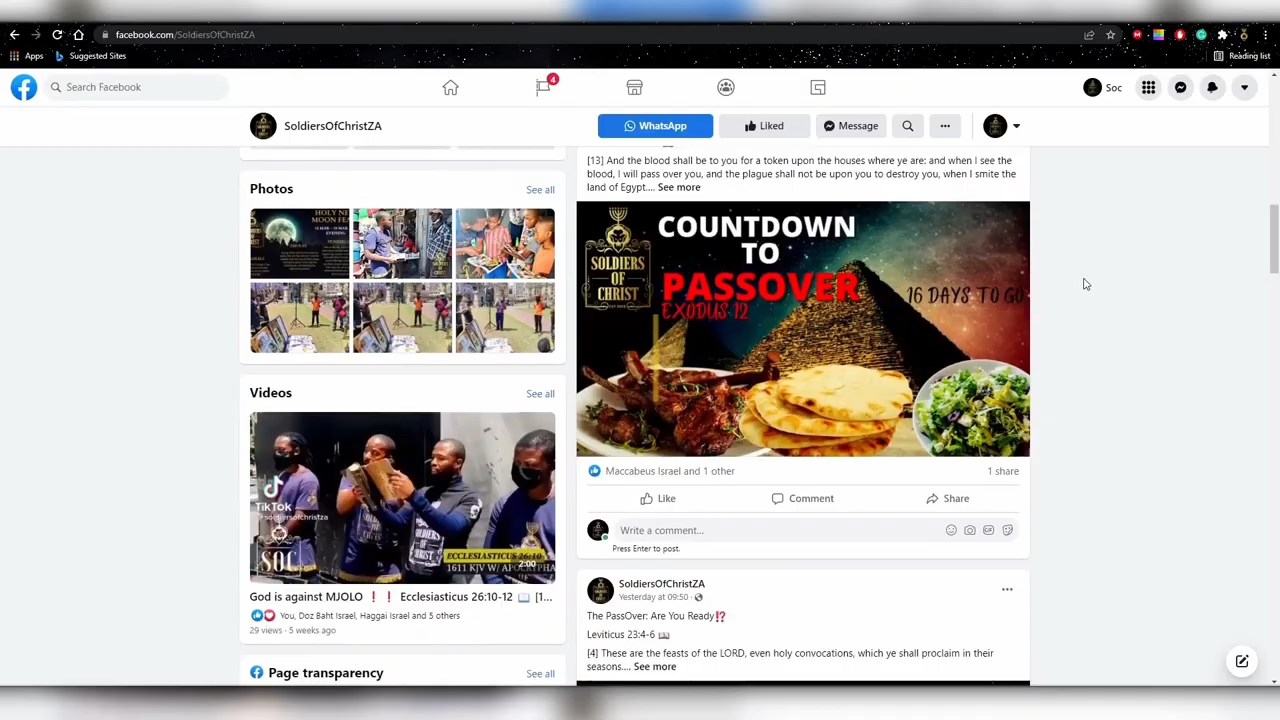 facebook.com/SoldiersOfChristZA
Apps
Suggested Sites
Reading list
Search Facebook
4
Soc
SoldiersOfChristZA
WhatsApp
Liked
Message
[13] And the blood shall be to you for a token upon the houses where ye are: and when I see the
blood, I will pass over you, and the plague shall not be upon you to destroy you, when I smite the
land of Egypt.... See more
Photos
See all
HOLY NE
MOON FEA
COUNTDOWN
TO
PASSOVER
EXODUS 12
16 DAYS TO GO
SOLDIERS
OF
CHRIST
Maccabeus Israel and 1 other
1 share
Like
Comment
Share
Write a comment...
Press Enter to post.
Videos
See all
TikTok
@soldiersofchristza
SOC
ECCLESIASTICUS 26:10
1611 KJV W/ APOCRYPHA
2:00
God is against MJOLO ❗ ❗ Ecclesiasticus 26:10-12 📖 [1...
You, Doz Baht Israel, Haggai Israel and 5 others
29 views · 5 weeks ago
Page transparency
See all
SoldiersOfChristZA
Yesterday at 09:50 ·
The PassOver: Are You Ready⁉
Leviticus 23:4-6 📖
[4] These are the feasts of the LORD, even holy convocations, which ye shall proclaim in their
seasons.... See more